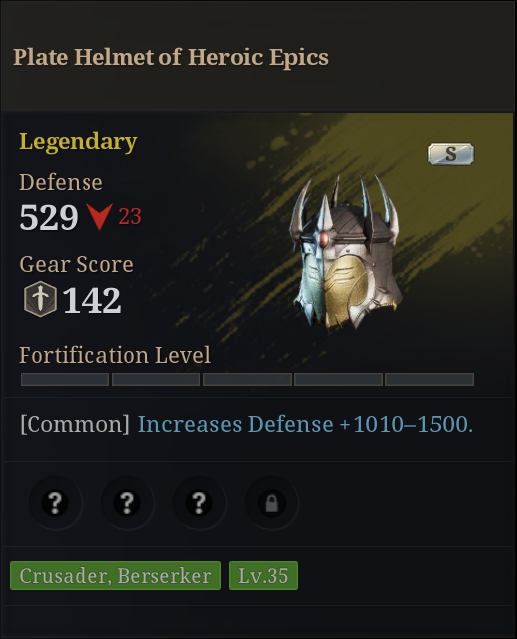 Plate Helmet of Heroic Epics
Legendary
S
Defense
529 23
Gear Score
142
Fortification Level
[Common] Increases Defense +1010–1500.
? ? ?
Crusader, Berserker Lv.35